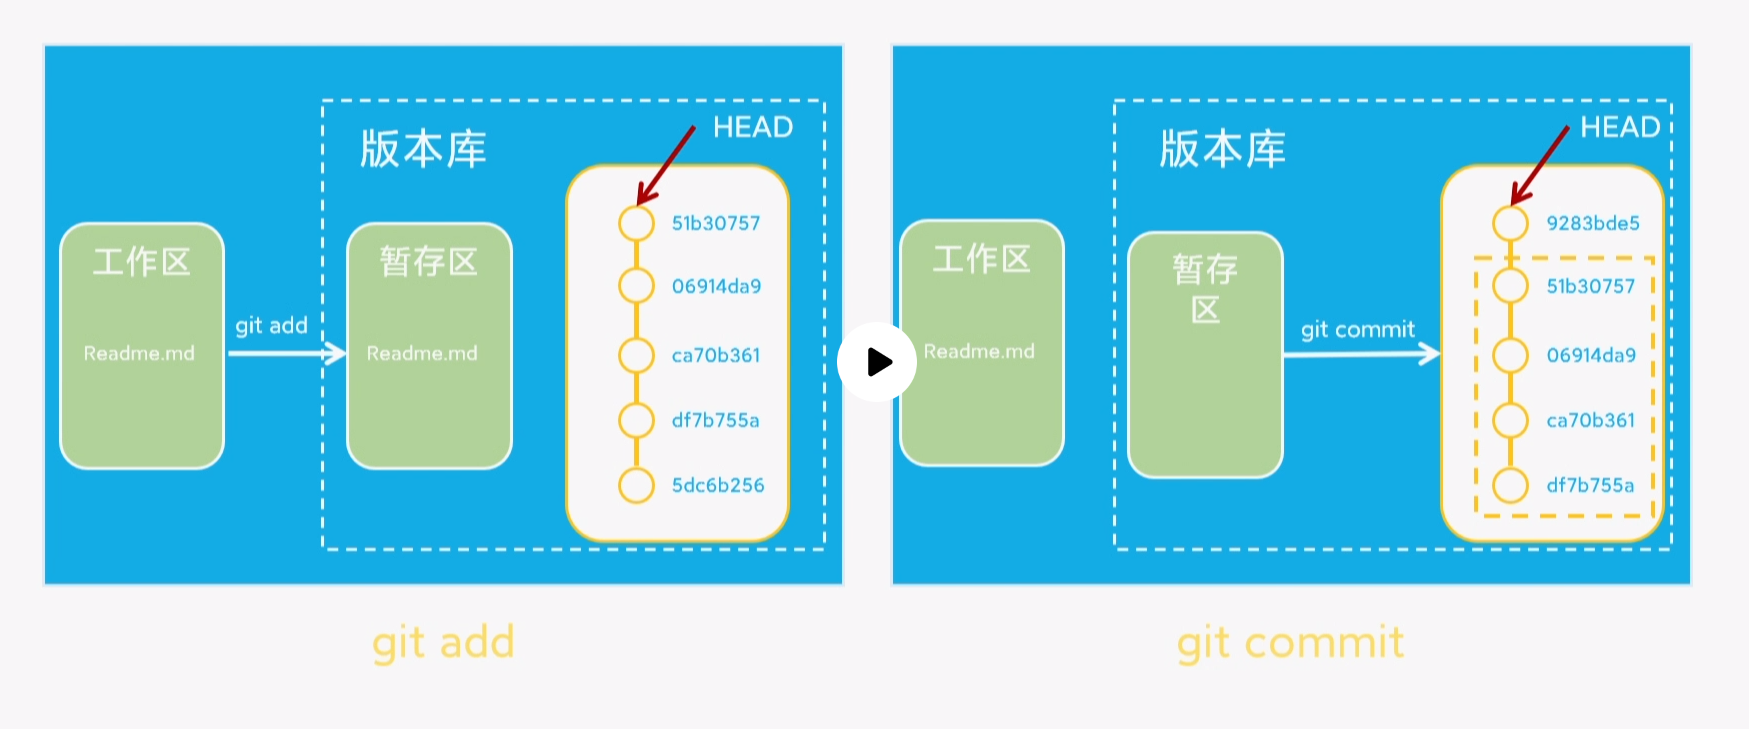 版本库
HEAD
工作区
Readme.md
git add
暂存区
Readme.md
51b30757
06914da9
ca70b361
df7b755a
5dc6b256
git add
版本库
HEAD
工作区
Readme.md
暂存
区
git commit
9283bde5
51b30757
06914da9
ca70b361
df7b755a
git commit